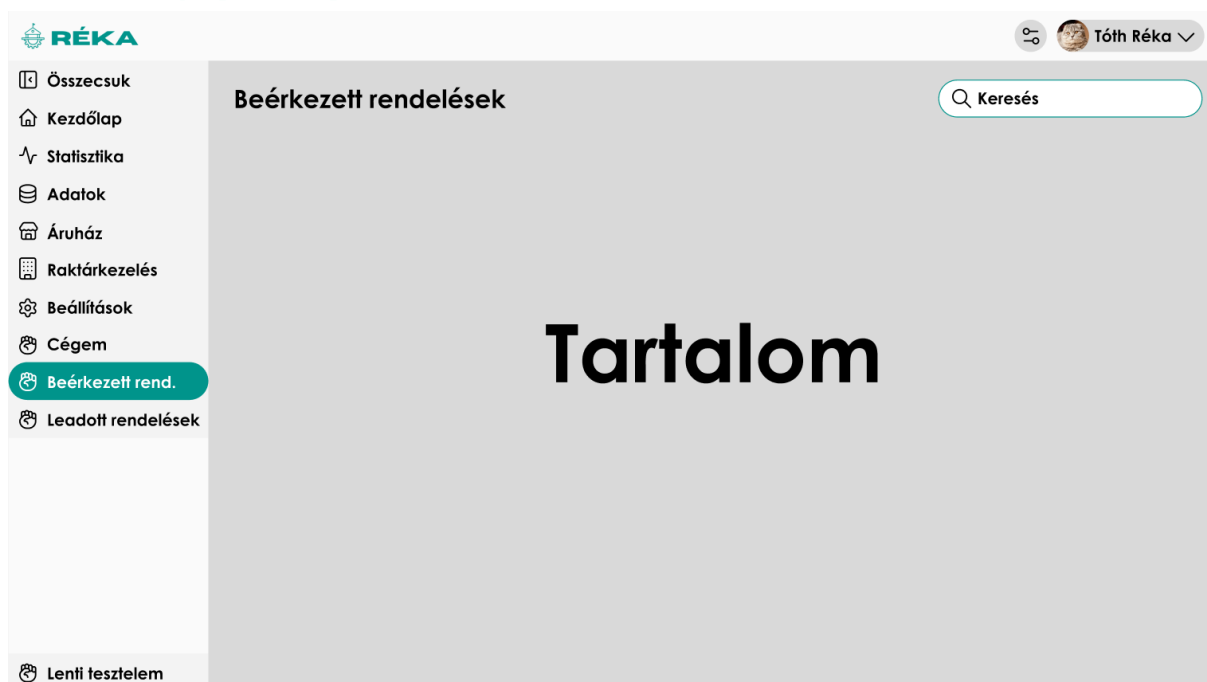 RÉKA
Tóth Réka
Összecsuk
Kezdőlap
Statisztika
Adatok
Áruház
Raktárkezelés
Beállítások
Cégem
Beérkezett rend.
Leadott rendelések
Lenti tesztelem
Beérkezett rendelések
Keresés
Tartalom